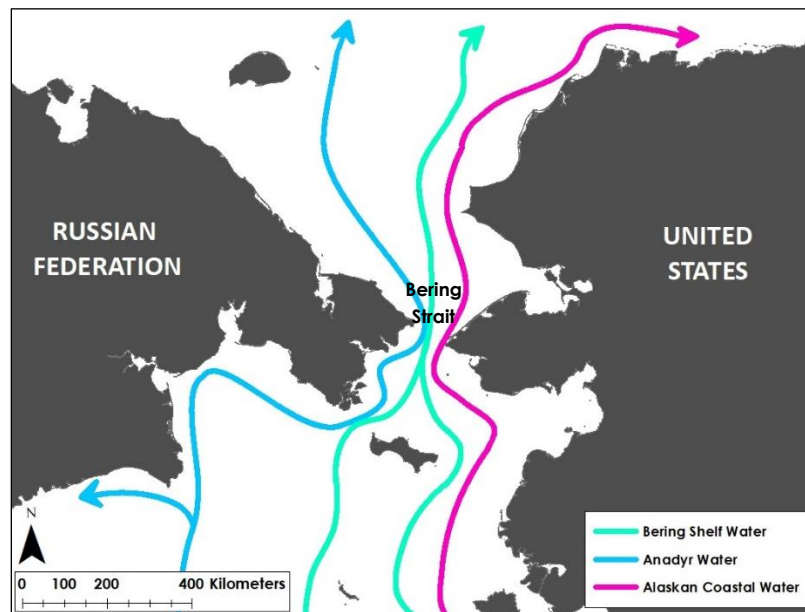 RUSSIAN
FEDERATION
UNITED
STATES
Bering
Strait
N
0 100 200 400 Kilometers
Bering Shelf Water
Anadyr Water
Alaskan Coastal Water